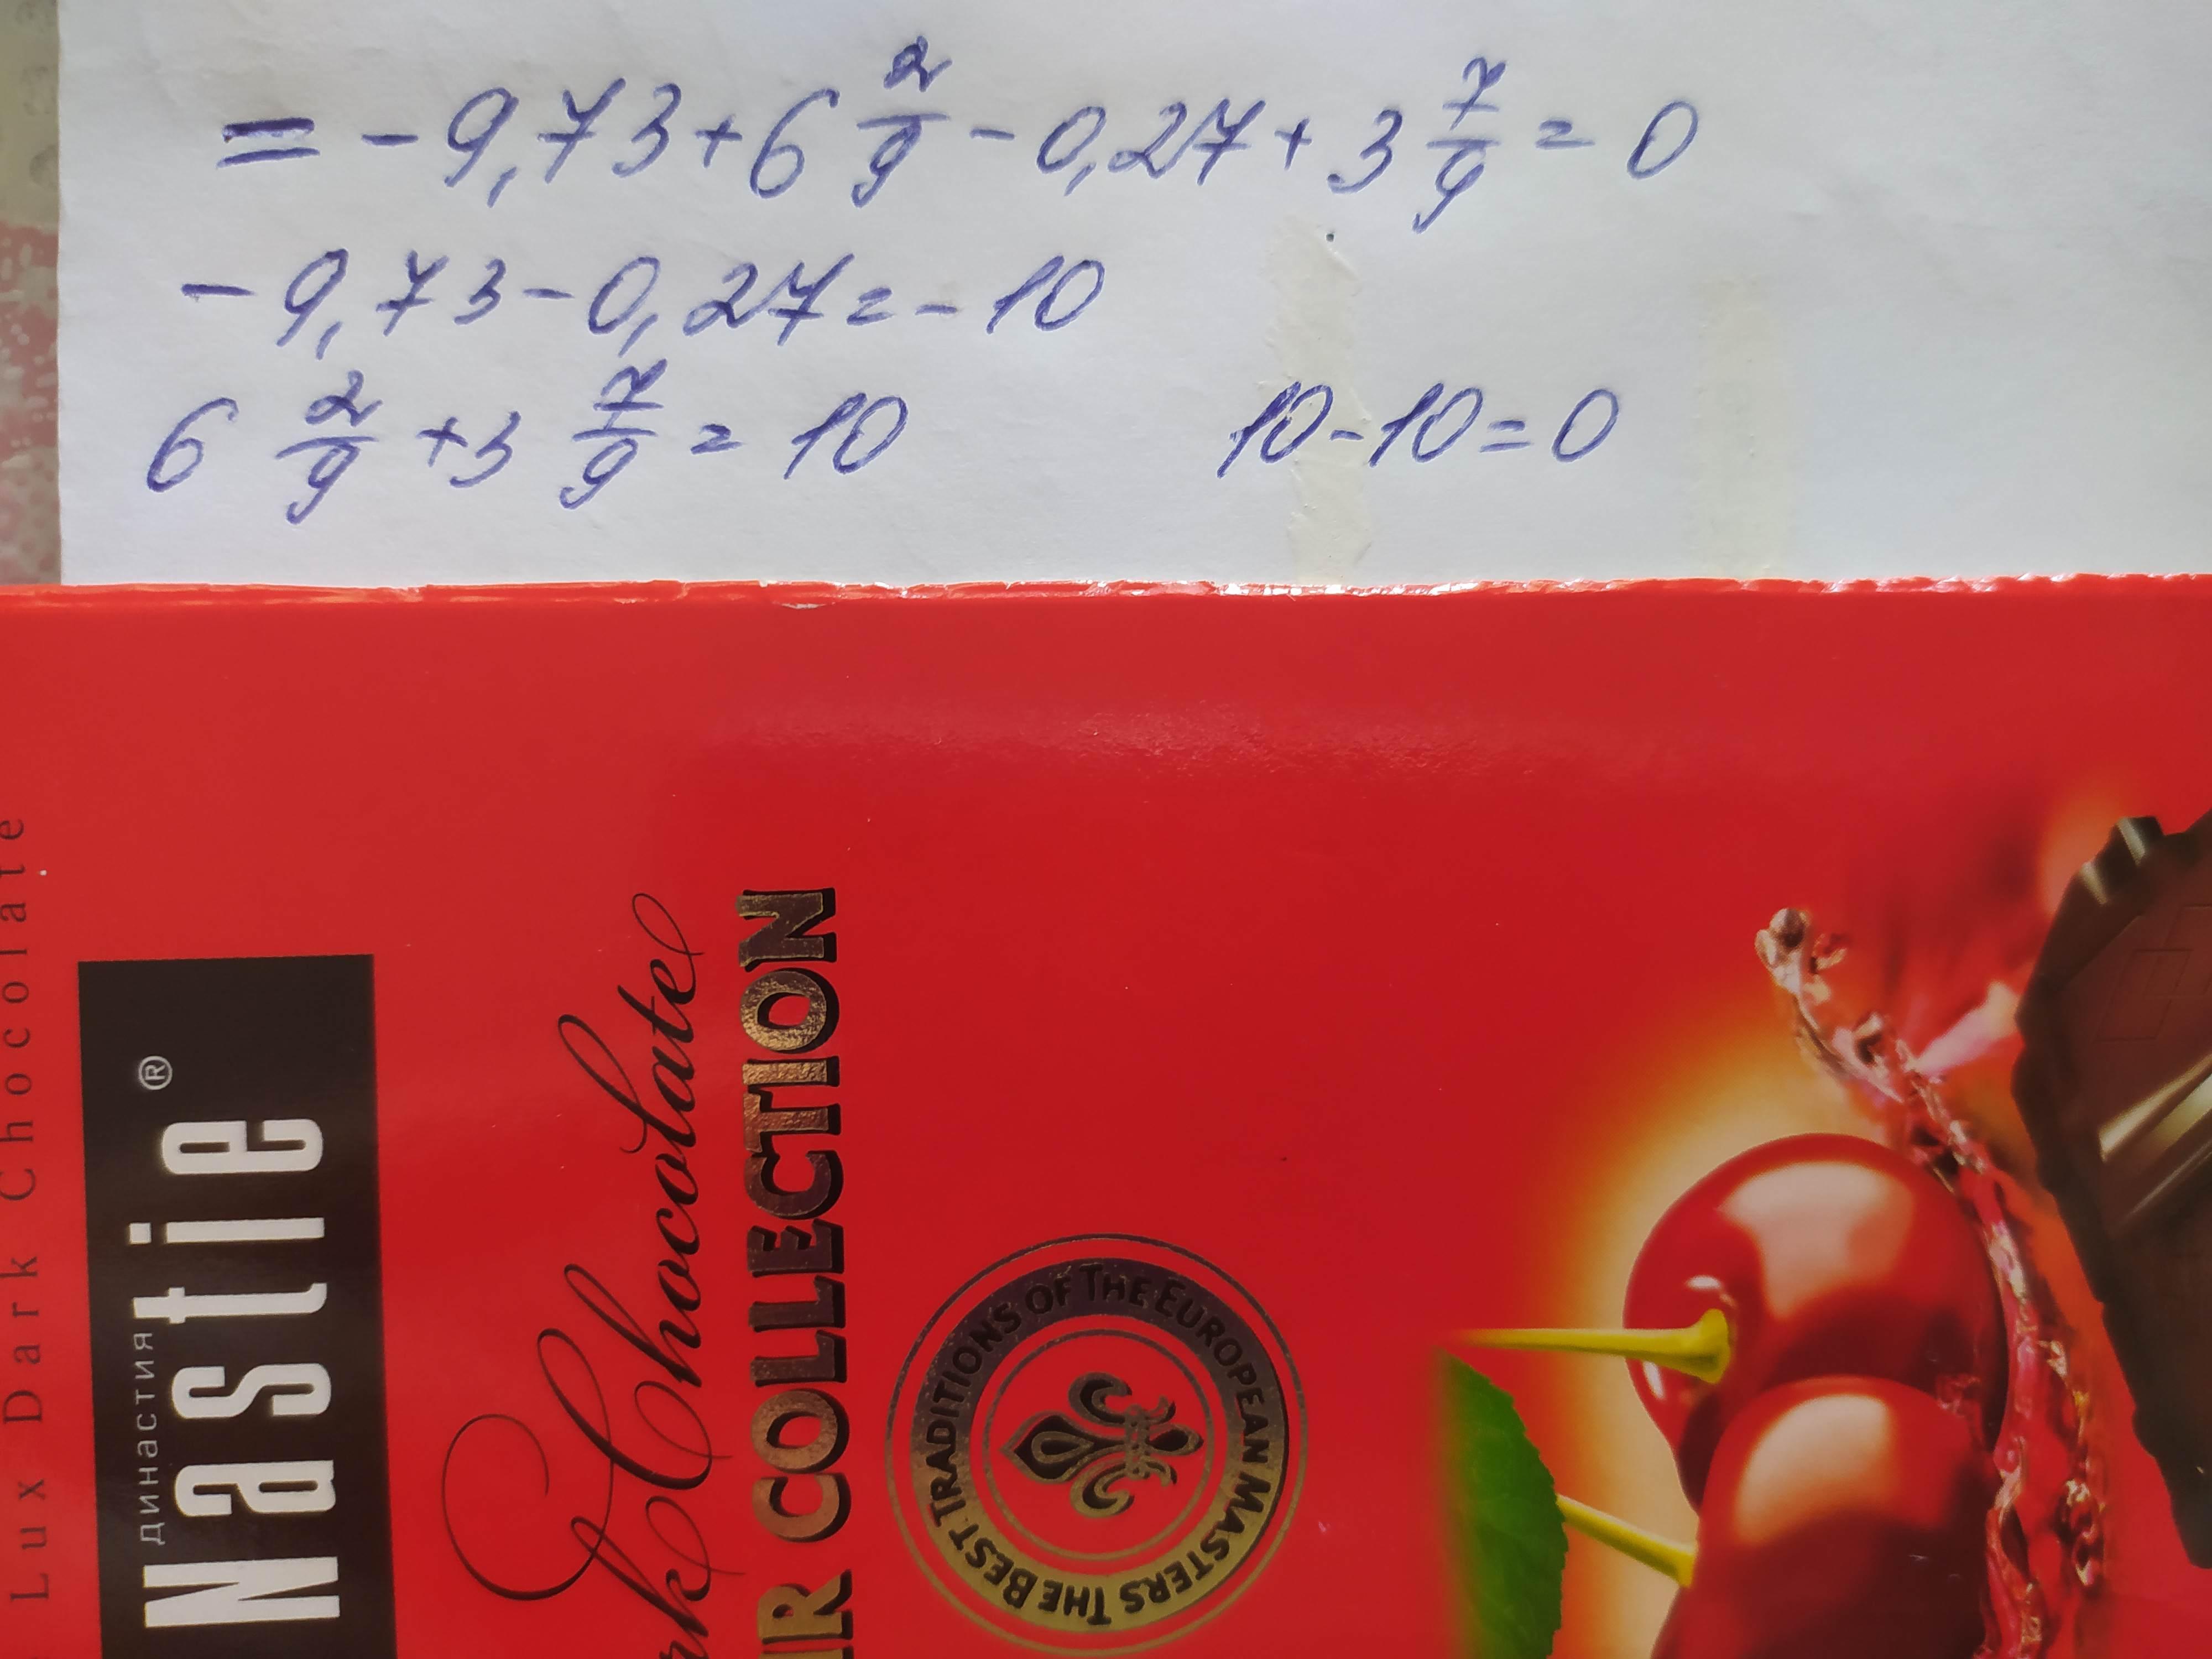 = - 9,73 + 6 2/9 - 0,27 + 3 7/9 = 0
- 9,73 - 0,27 = - 10
6 2/9 + 3 7/9 = 10 10 - 10 = 0
Lux Dark Chocolate
династия
Nastie®
Chocolate
COLLECTION
THE BEST TRADITIONS OF THE EUROPEAN MASTERS